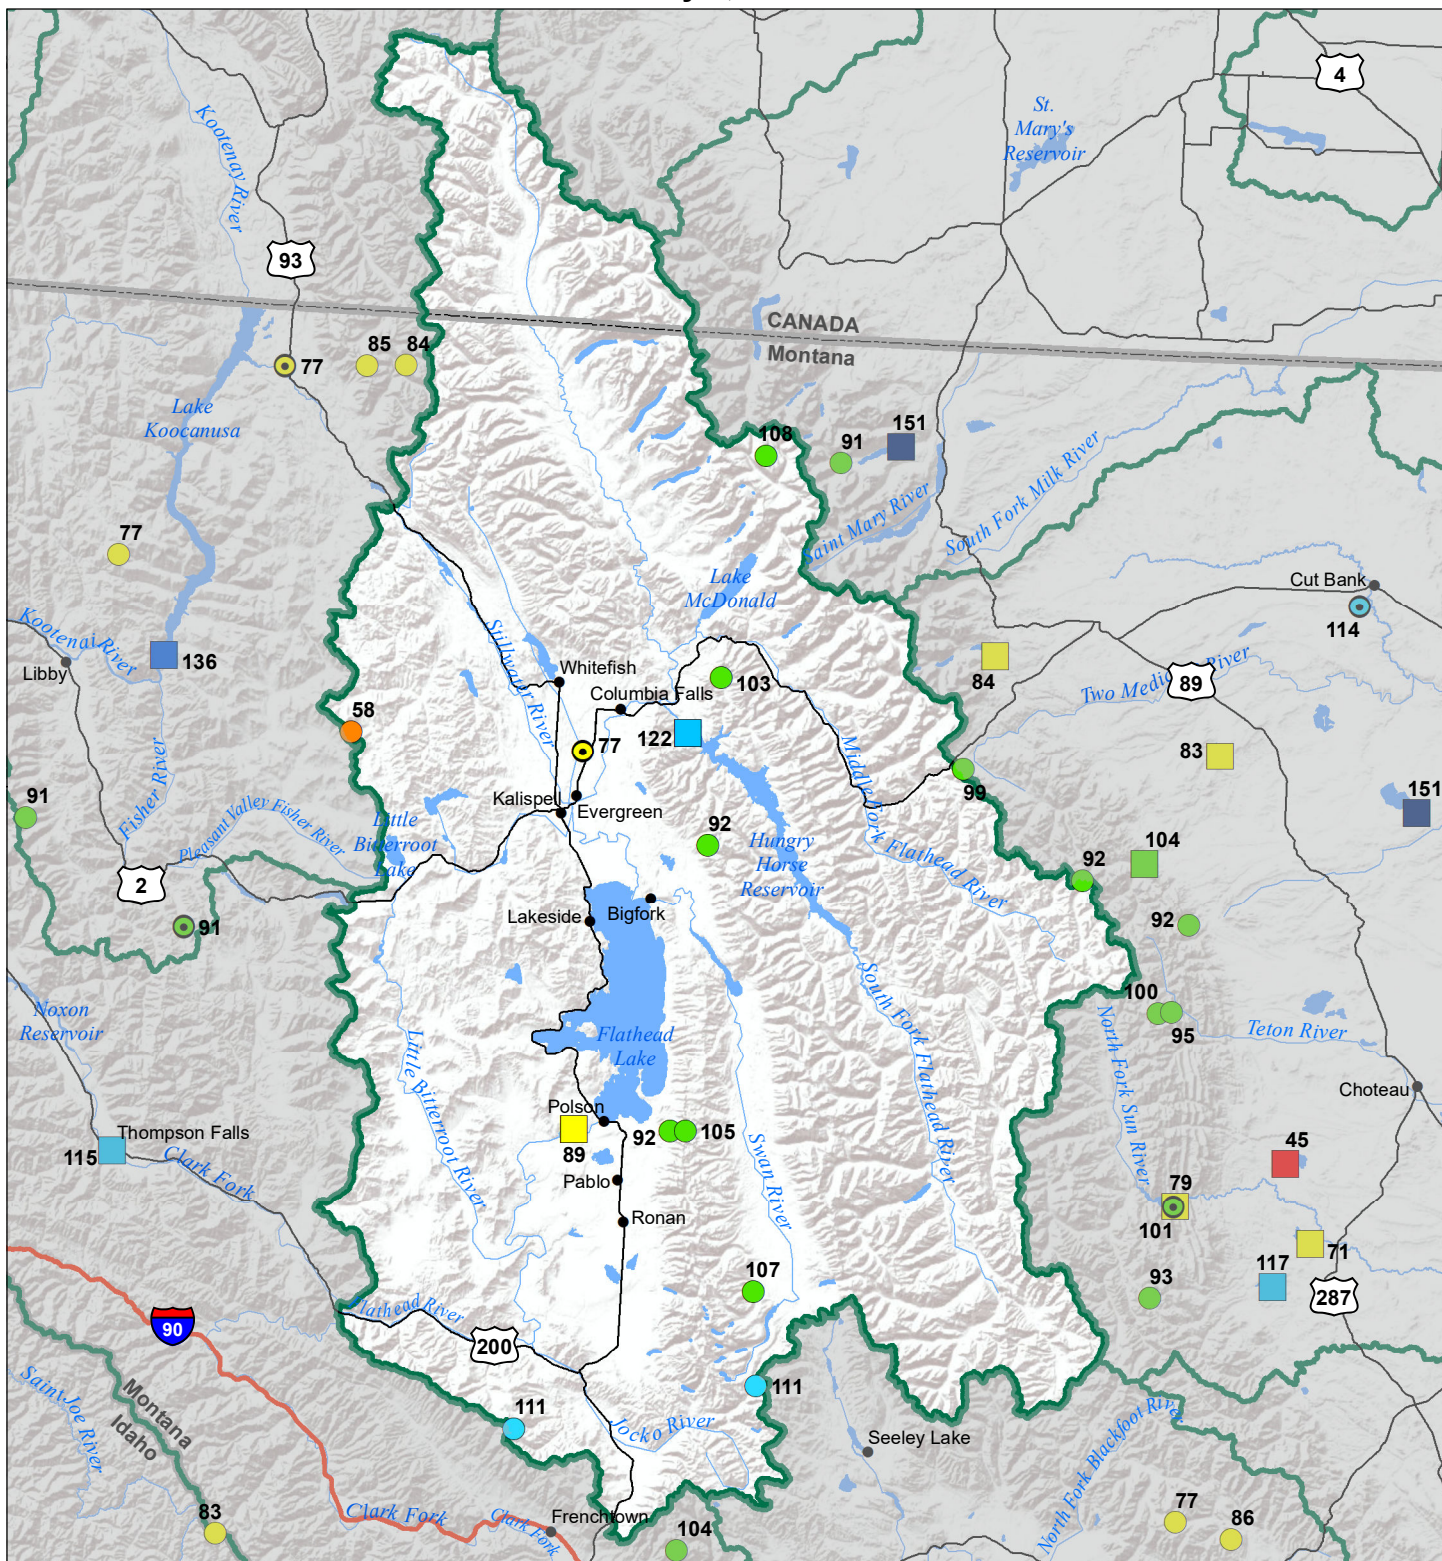 4
St.
Mary's
Reservoir
Kootenay River
93
CANADA
Montana
85
84
77
Lake
Koocanusa
108
91
151
Saint Mary River
South Fork Milk River
77
Lake
McDonald
Cut Bank
114
Kootenai River
Libby
136
Stillwater River
Whitefish
Columbia Falls
103
84
Two Medic
River
89
58
122
77
Middle Fork Flathead River
99
83
151
91
Fisher River
Pleasant Valley Fisher River
Little
Bitterroot
Lake
Kalispell
Evergreen
92
Hungry
Horse
Reservoir
92
104
2
Lakeside
Bigfork
92
91
Noxon
Reservoir
Little Bitterroot River
Flathead
Lake
South Fork Flathead River
100
95
North Fork Sun River
Teton River
Choteau
Polson
89
92
105
Swan River
Thompson Falls
115
Clark Fork
Pablo
Ronan
45
79
101
71
117
93
287
107
Flathead River
200
90
111
111
Jocko River
Seeley Lake
North Fork Blackfoot River
Saint Joe River
Montana
Idaho
83
Clark Fork
Clark Fork
Frenchtown
104
77
86